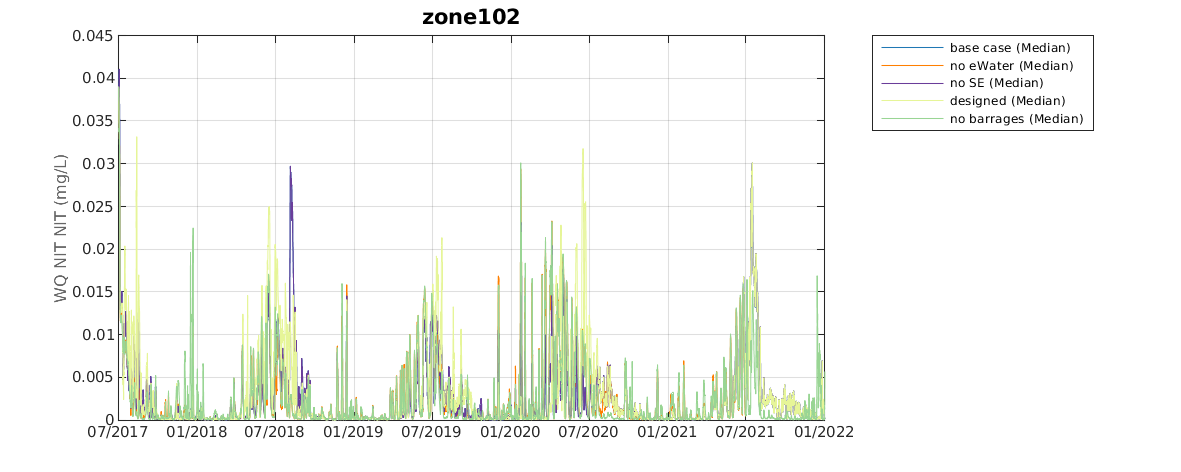 zone102
WQ NIT NIT (mg/L)
0.045
0.04
0.035
0.03
0.025
0.02
0.015
0.01
0.005
0
07/2017 01/2018 07/2018 01/2019 07/2019 01/2020 07/2020 01/2021 07/2021 01/2022
base case (Median)
no eWater (Median)
no SE (Median)
designed (Median)
no barrages (Median)